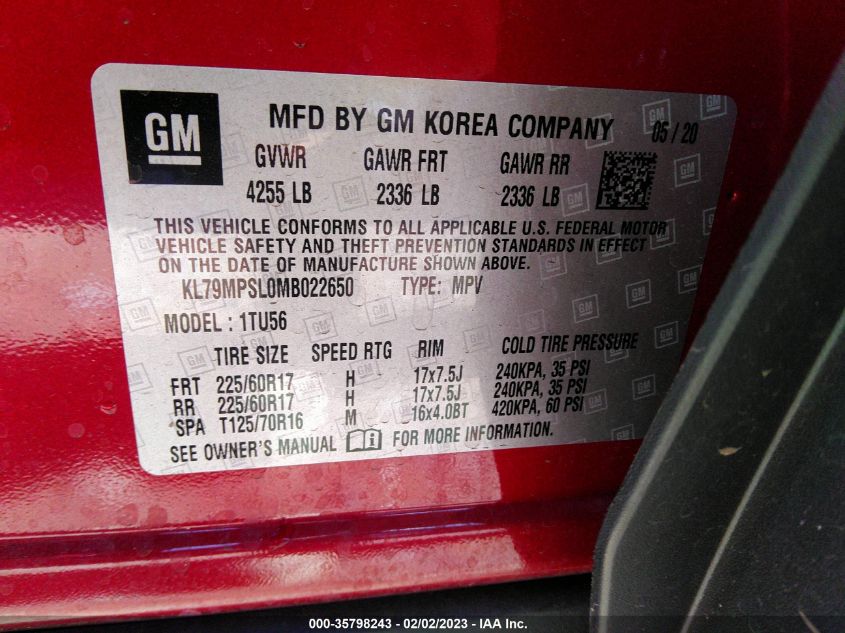 GM MFD BY GM KOREA COMPANY 05/20
GVWR GAWR FRT GAWR RR
4255 LB 2336 LB 2336 LB
THIS VEHICLE CONFORMS TO ALL APPLICABLE U.S. FEDERAL MOTOR
VEHICLE SAFETY AND THEFT PREVENTION STANDARDS IN EFFECT
ON THE DATE OF MANUFACTURE SHOWN ABOVE.
KL79MPSL0MB022650 TYPE: MPV
MODEL : 1TU56
TIRE SIZE SPEED RTG RIM COLD TIRE PRESSURE
FRT 225/60R17 H 17x7.5J 240KPA, 35 PSI
RR 225/60R17 H 17x7.5J 240KPA, 35 PSI
SPA T125/70R16 M 16x4.0BT 420KPA, 60 PSI
SEE OWNER'S MANUAL FOR MORE INFORMATION.
000-35798243 - 02/02/2023 - IAA Inc.